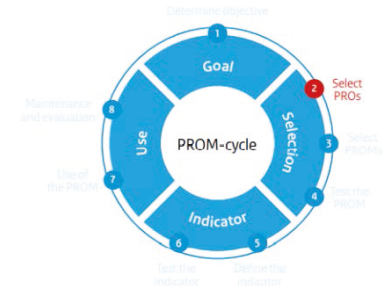 Determine objective
1
Goal
2
Select
PROs
8
Maintenance
and evaluation
Use
PROM-cycle
Selection
3
Select
PROMs
4
Test the
PROM
7
Use of
the PROM
Indicator
6
5
Test the
indicator
Define the
indicator